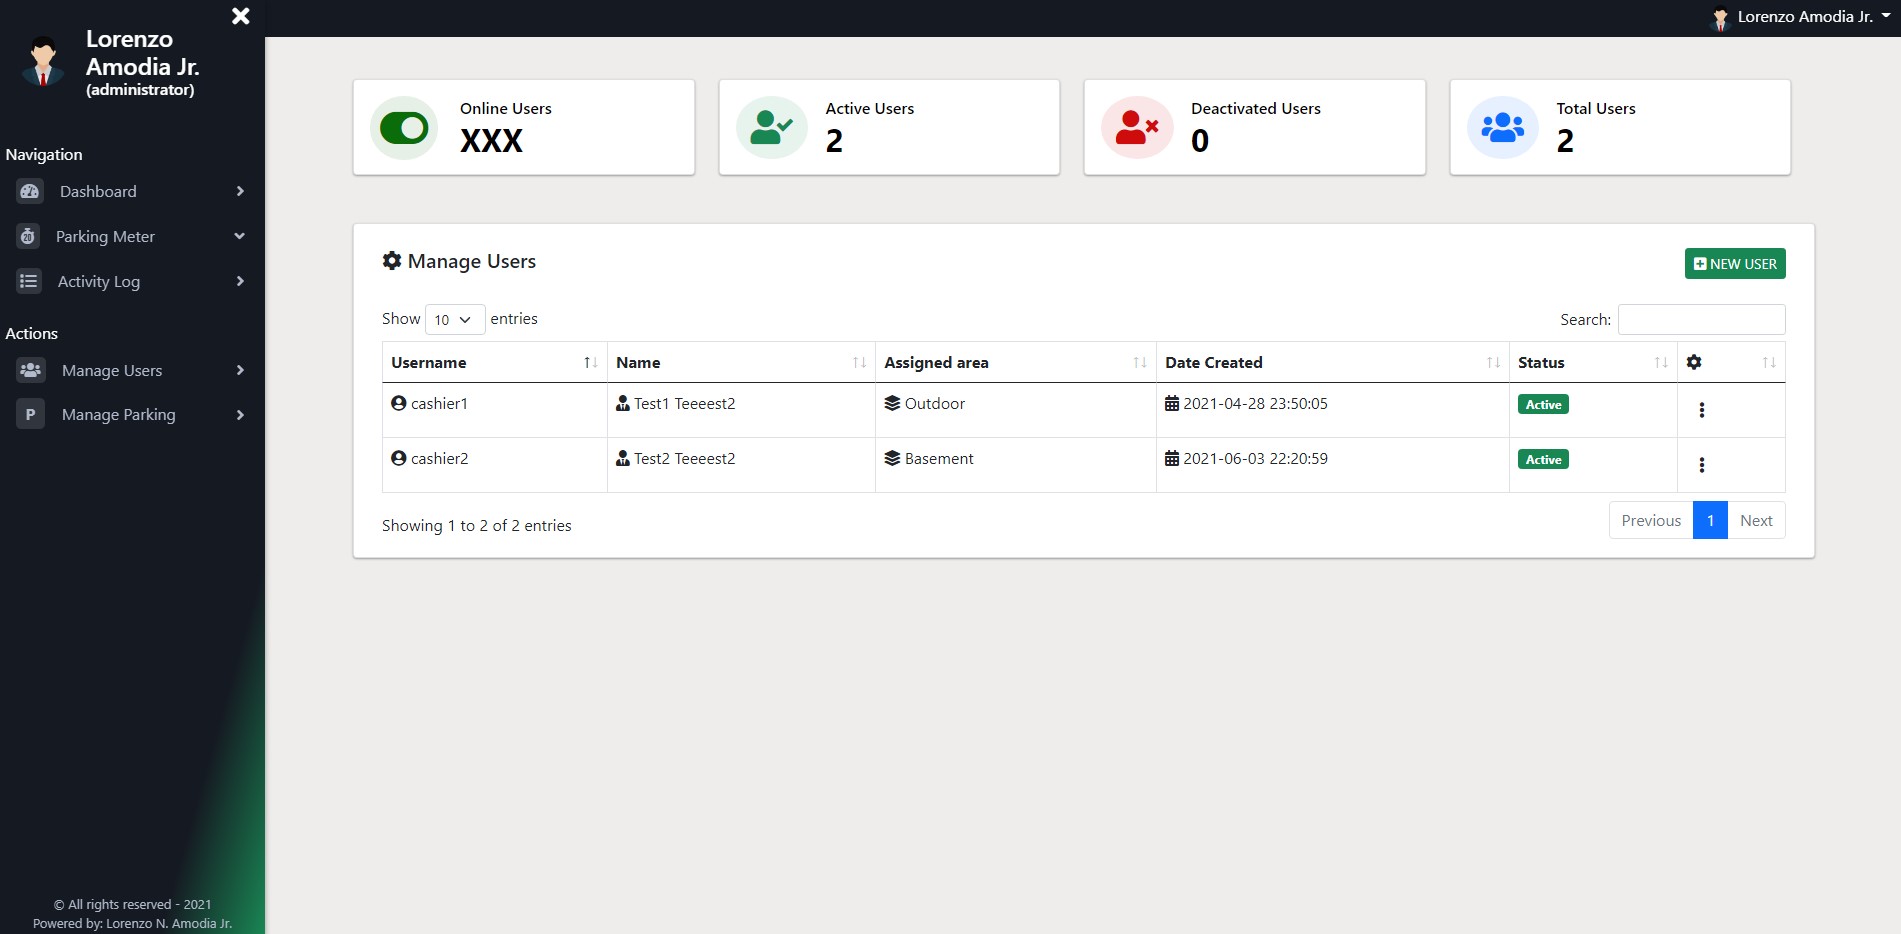 Lorenzo Amodia Jr.
Lorenzo
Amodia Jr.
(administrator)
Navigation
Dashboard
20
Parking Meter
Activity Log
Actions
Manage Users
P Manage Parking
© All rights reserved - 2021
Powered by: Lorenzo N. Amodia Jr.
Online Users
XXX
Active Users
2
Deactivated Users
0
Total Users
2
Manage Users
NEW USER
Show 10 entries
Search:
Username Name Assigned area Date Created Status
cashier1 Test1 Teeeest2 Outdoor 2021-04-28 23:50:05 Active
cashier2 Test2 Teeeest2 Basement 2021-06-03 22:20:59 Active
Showing 1 to 2 of 2 entries
Previous 1 Next